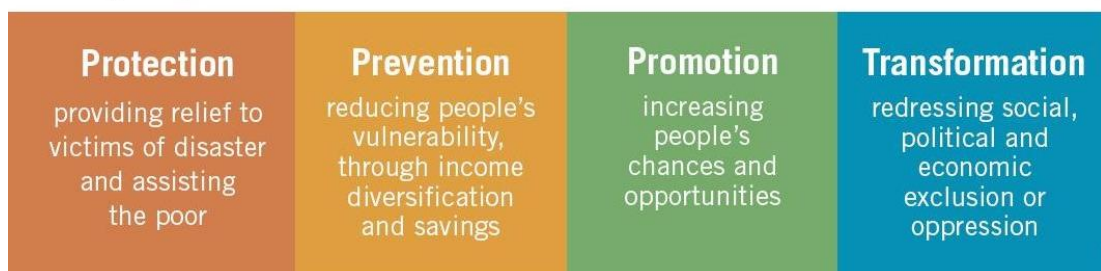 Protection
providing relief to
victims of disaster
and assisting
the poor
Prevention
reducing people's
vulnerability,
through income
diversification
and savings
Promotion
increasing
people's
chances and
opportunities
Transformation
redressing social,
political and
economic
exclusion or
oppression